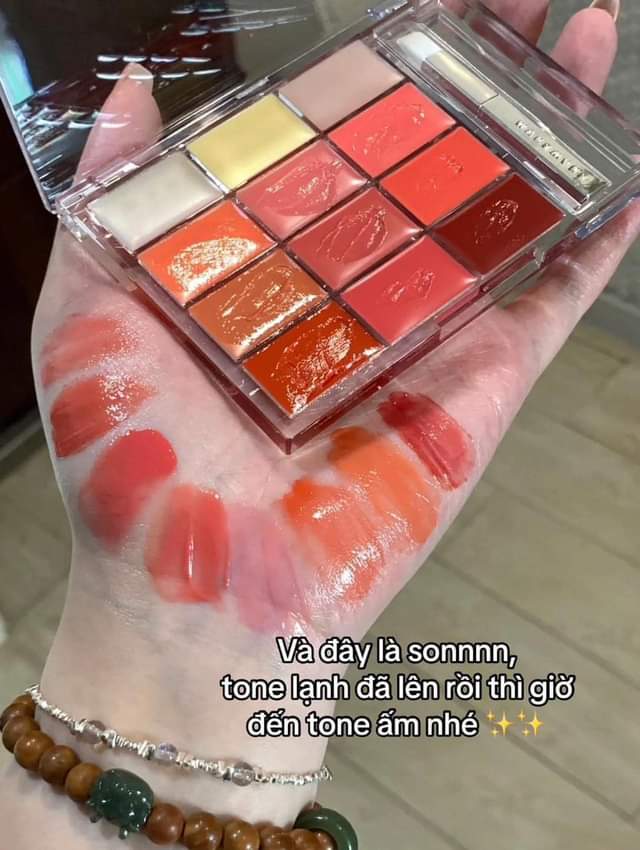 Và đây là sonnnn,
tone lạnh đã lên rồi thì giờ
đến tone ấm nhé ✨✨